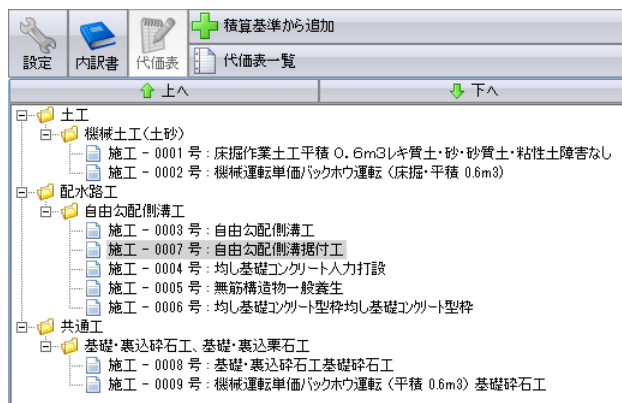 積算基準から追加
設定 内訳書 代価表 代価表一覧
上へ 下へ
土工
機械土工(土砂)
施工 - 0001 号 : 床掘作業土工平積 0.6m3レキ質土・砂・砂質土・粘性土障害なし
施工 - 0002 号 : 機械運転単価バックホウ運転 (床掘・平積 0.6m3)
配水路工
自由勾配側溝工
施工 - 0003 号 : 自由勾配側溝工
施工 - 0007 号 : 自由勾配側溝据付工
施工 - 0004 号 : 均し基礎コンクリート人力打設
施工 - 0005 号 : 無筋構造物一般養生
施工 - 0006 号 : 均し基礎コンクリート型枠均し基礎コンクリート型枠
共通工
基礎・裏込砕石工、基礎・裏込栗石工
施工 - 0008 号 : 基礎・裏込砕石工基礎砕石工
施工 - 0009 号 : 機械運転単価バックホウ運転 (平積 0.6m3) 基礎砕石工